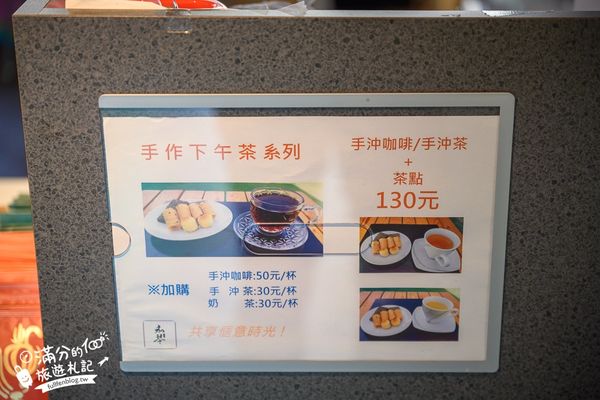 手作下午茶系列
手沖咖啡/手沖茶
+
茶點
130元
※加購
手沖咖啡:50元/杯
手 沖 茶:30元/杯
奶 茶:30元/杯
共享愜意時光!
滿分的
旅遊札記
fullfenblog.tw